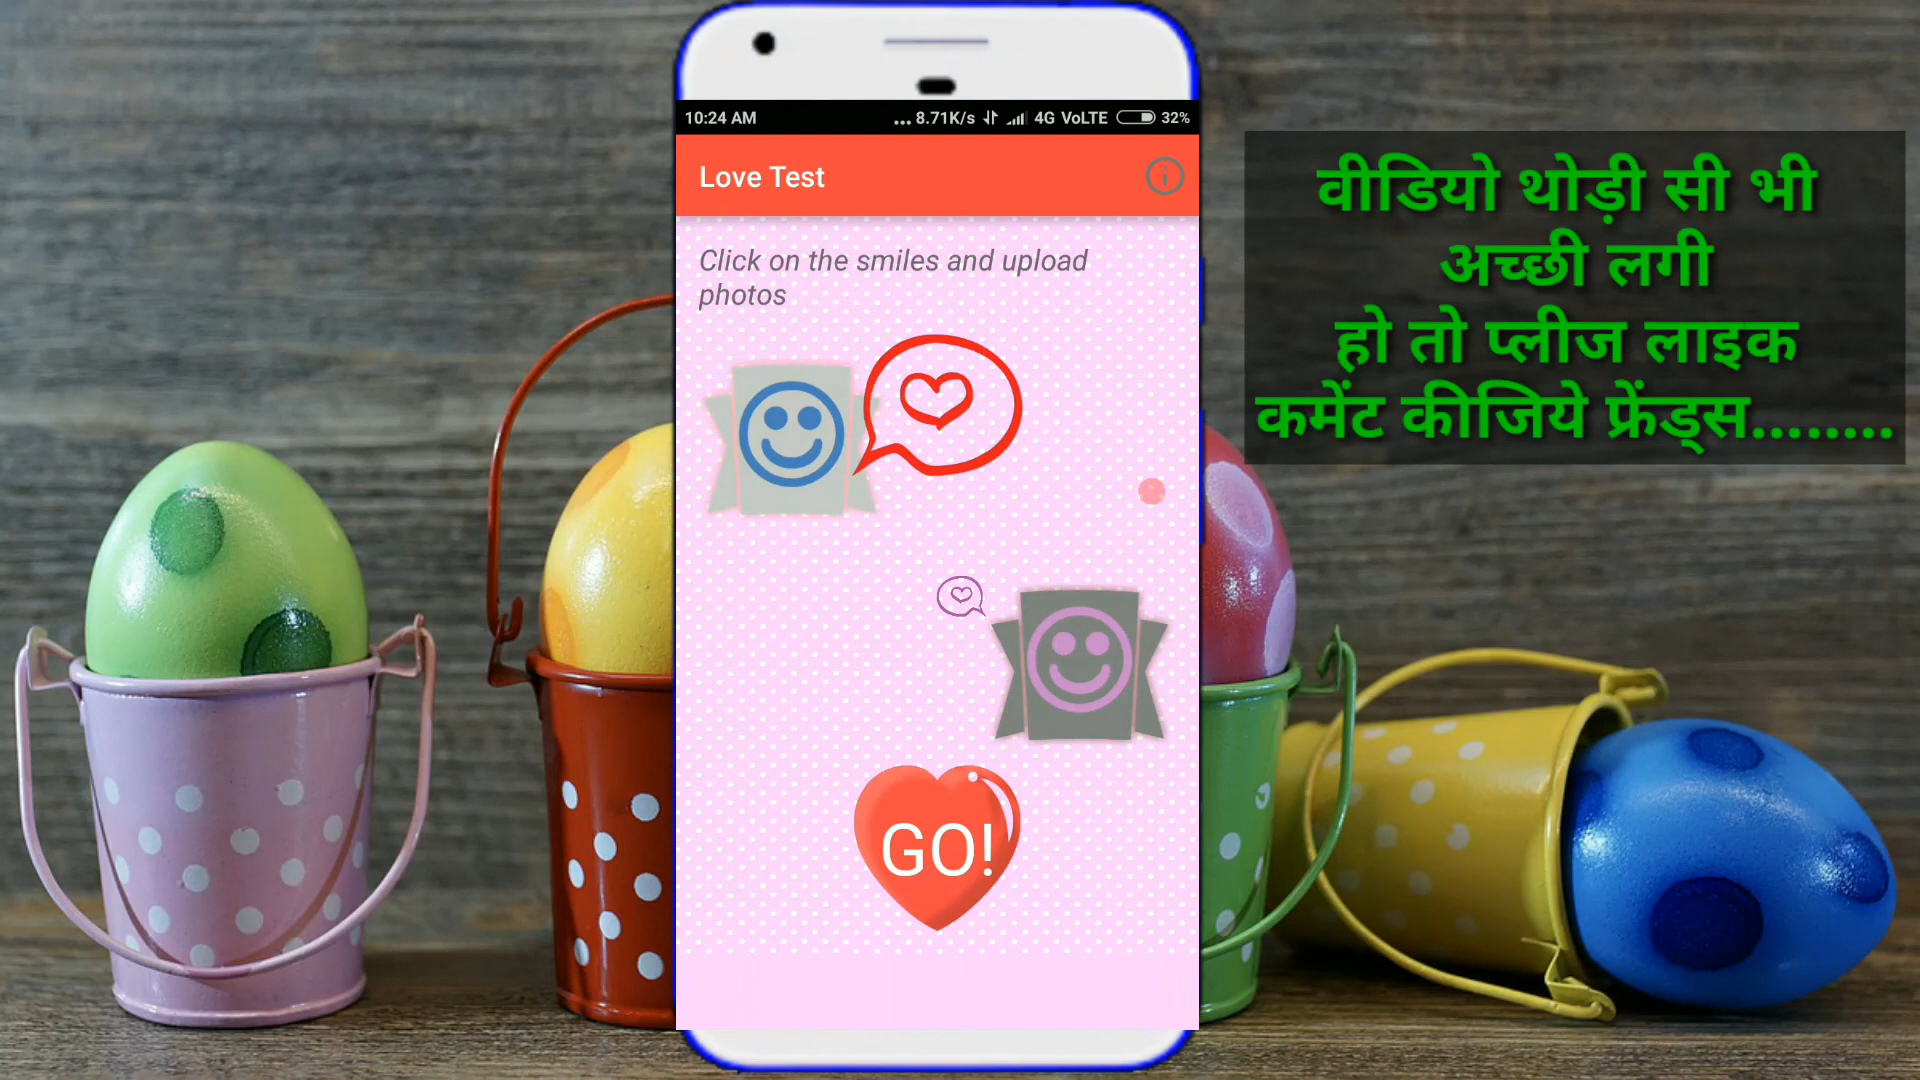 10:24 AM
... 8.71K/s 4G VoLTE 32%
Love Test
Click on the smiles and upload
photos
GO!
वीडियो थोड़ी सी भी
अच्छी लगी
हो तो प्लीज लाइक
कमेंट कीजिये फ्रेंड्स........